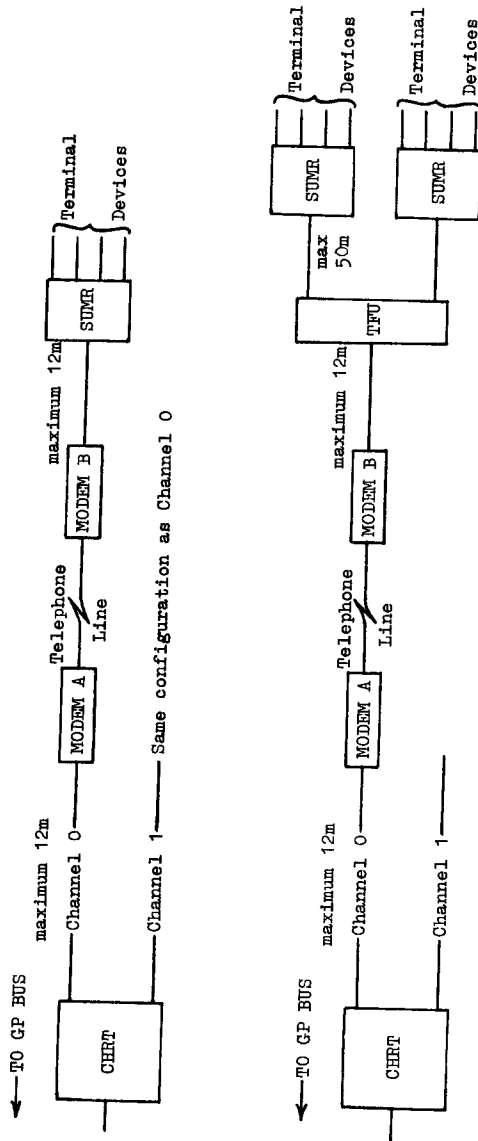 TO GP BUS
CHRT
maximum 12m
Channel 0
Channel 1
Same configuration as Channel 0
MODEM A
Telephone
Line
MODEM B
maximum 12m
SUMR
Terminal
Devices
TO GP BUS
CHRT
maximum 12m
Channel 0
Channel 1
MODEM A
Telephone
Line
MODEM B
maximum 12m
TFU
max
50m
SUMR
Terminal
Devices
SUMR
Terminal
Devices